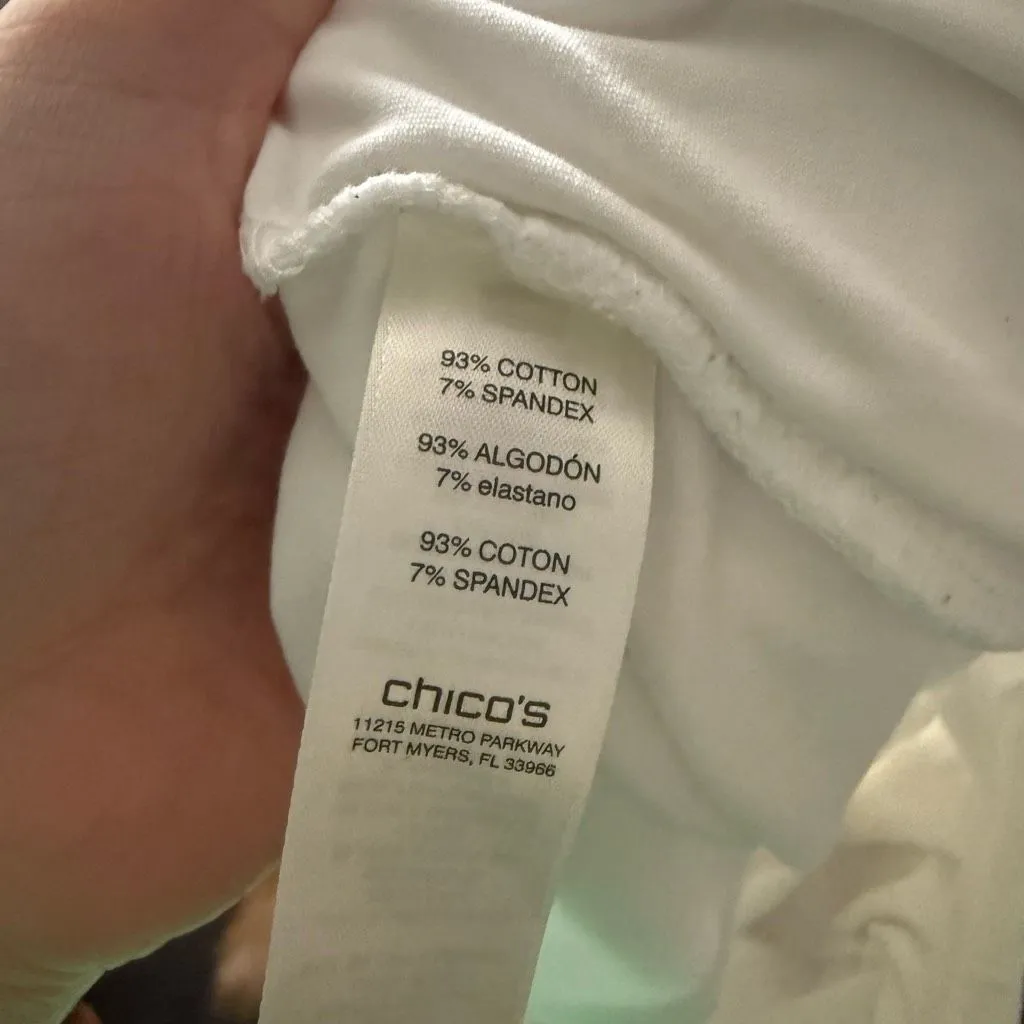 93% COTTON
7% SPANDEX
93% ALGODÓN
7% elastano
93% COTON
7% SPANDEX
chico's
11215 METRO PARKWAY
FORT MYERS, FL 33966